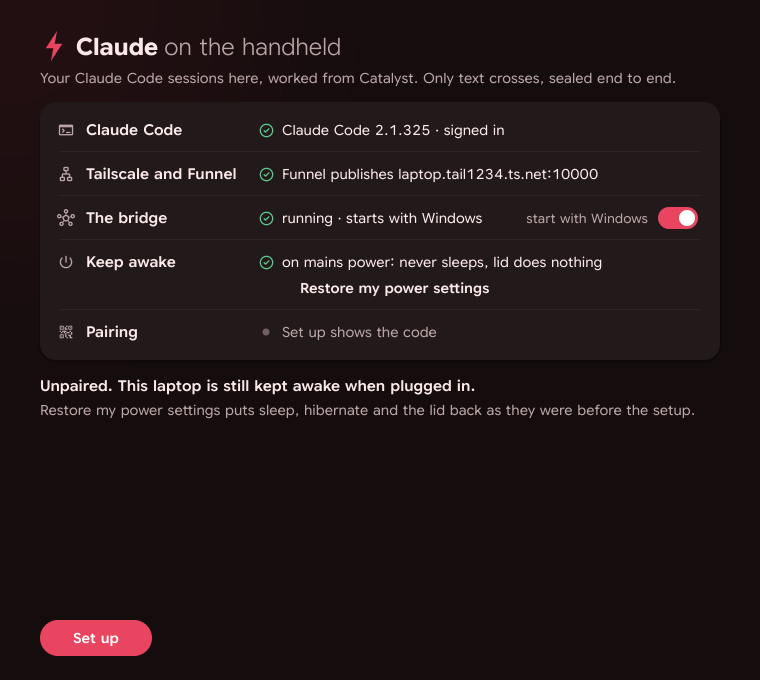 Claude on the handheld
Your Claude Code sessions here, worked from Catalyst. Only text crosses, sealed end to end.
Claude Code Claude Code 2.1.325 · signed in
Tailscale and Funnel Funnel publishes laptop.tail1234.ts.net:10000
The bridge running · starts with Windows start with Windows
Keep awake on mains power: never sleeps, lid does nothing
Restore my power settings
Pairing Set up shows the code
Unpaired. This laptop is still kept awake when plugged in.
Restore my power settings puts sleep, hibernate and the lid back as they were before the setup.
Set up